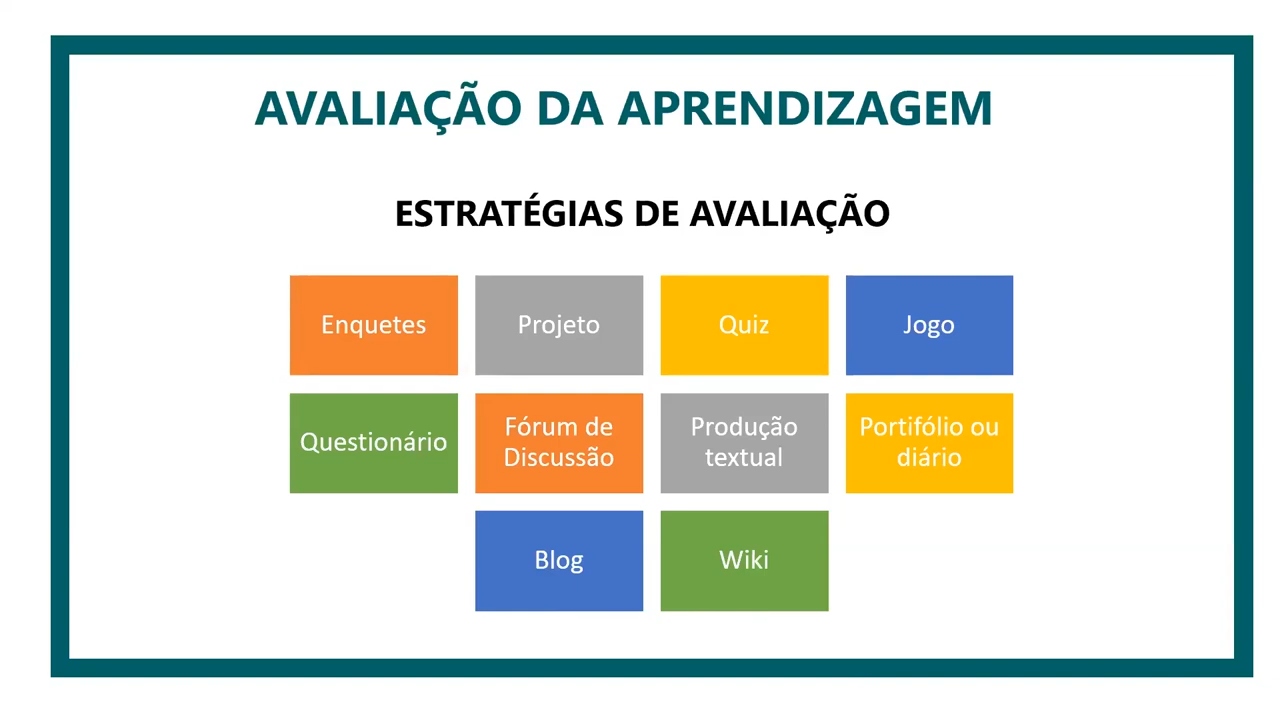 AVALIAÇÃO DA APRENDIZAGEM
ESTRATÉGIAS DE AVALIAÇÃO
Enquetes
Projeto
Quiz
Jogo
Questionário
Fórum de
Discussão
Produção
textual
Portifólio ou
diário
Blog
Wiki